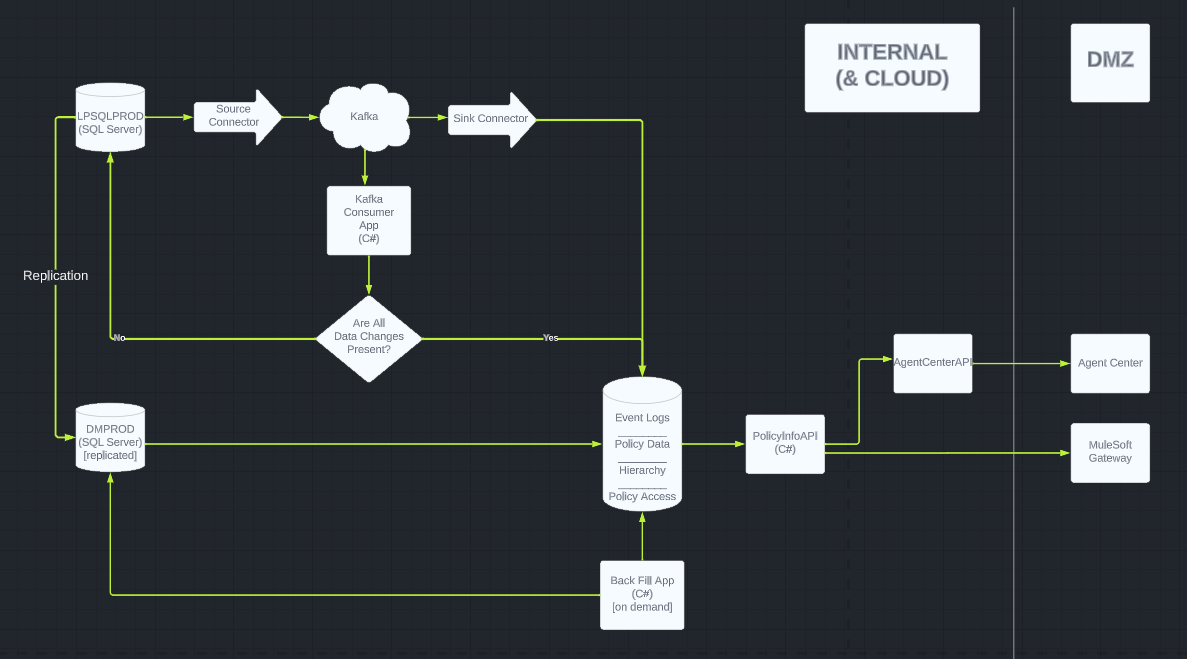 INTERNAL
(& CLOUD)
DMZ
LPSQLPROD
(SQL Server)
Source
Connector
Kafka
Sink Connector
Kafka
Consumer
App
(C#)
Replication
Are All
Data Changes
Present?
No
Yes
DMPROD
(SQL Server)
[replicated]
Event Logs
Policy Data
Hierarchy
Policy Access
PolicyInfoAPI
(C#)
AgentCenterAPI
Agent Center
MuleSoft
Gateway
Back Fill App
(C#)
[on demand]